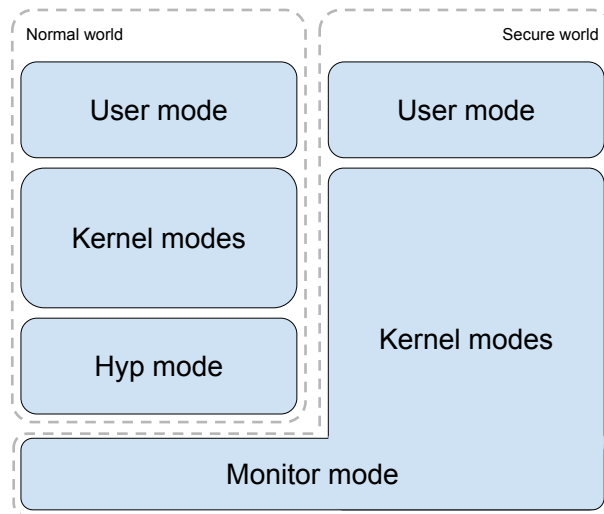 Normal world
User mode
Kernel modes
Hyp mode
Secure world
User mode
Kernel modes
Monitor mode